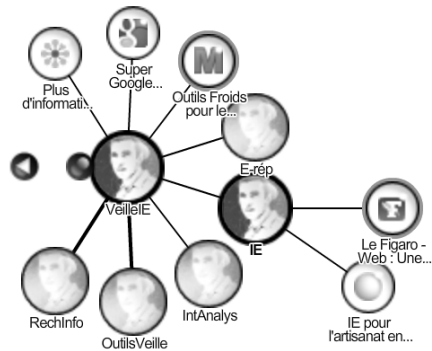 Plus
d'informati...
Super
Google...
Outils Froids
pour le...
E-rép
VeilleIE
IE
Le Figaro -
Web : Une...
IE pour
l'artisanat en...
RechInfo
OutilsVeille
IntAnalys